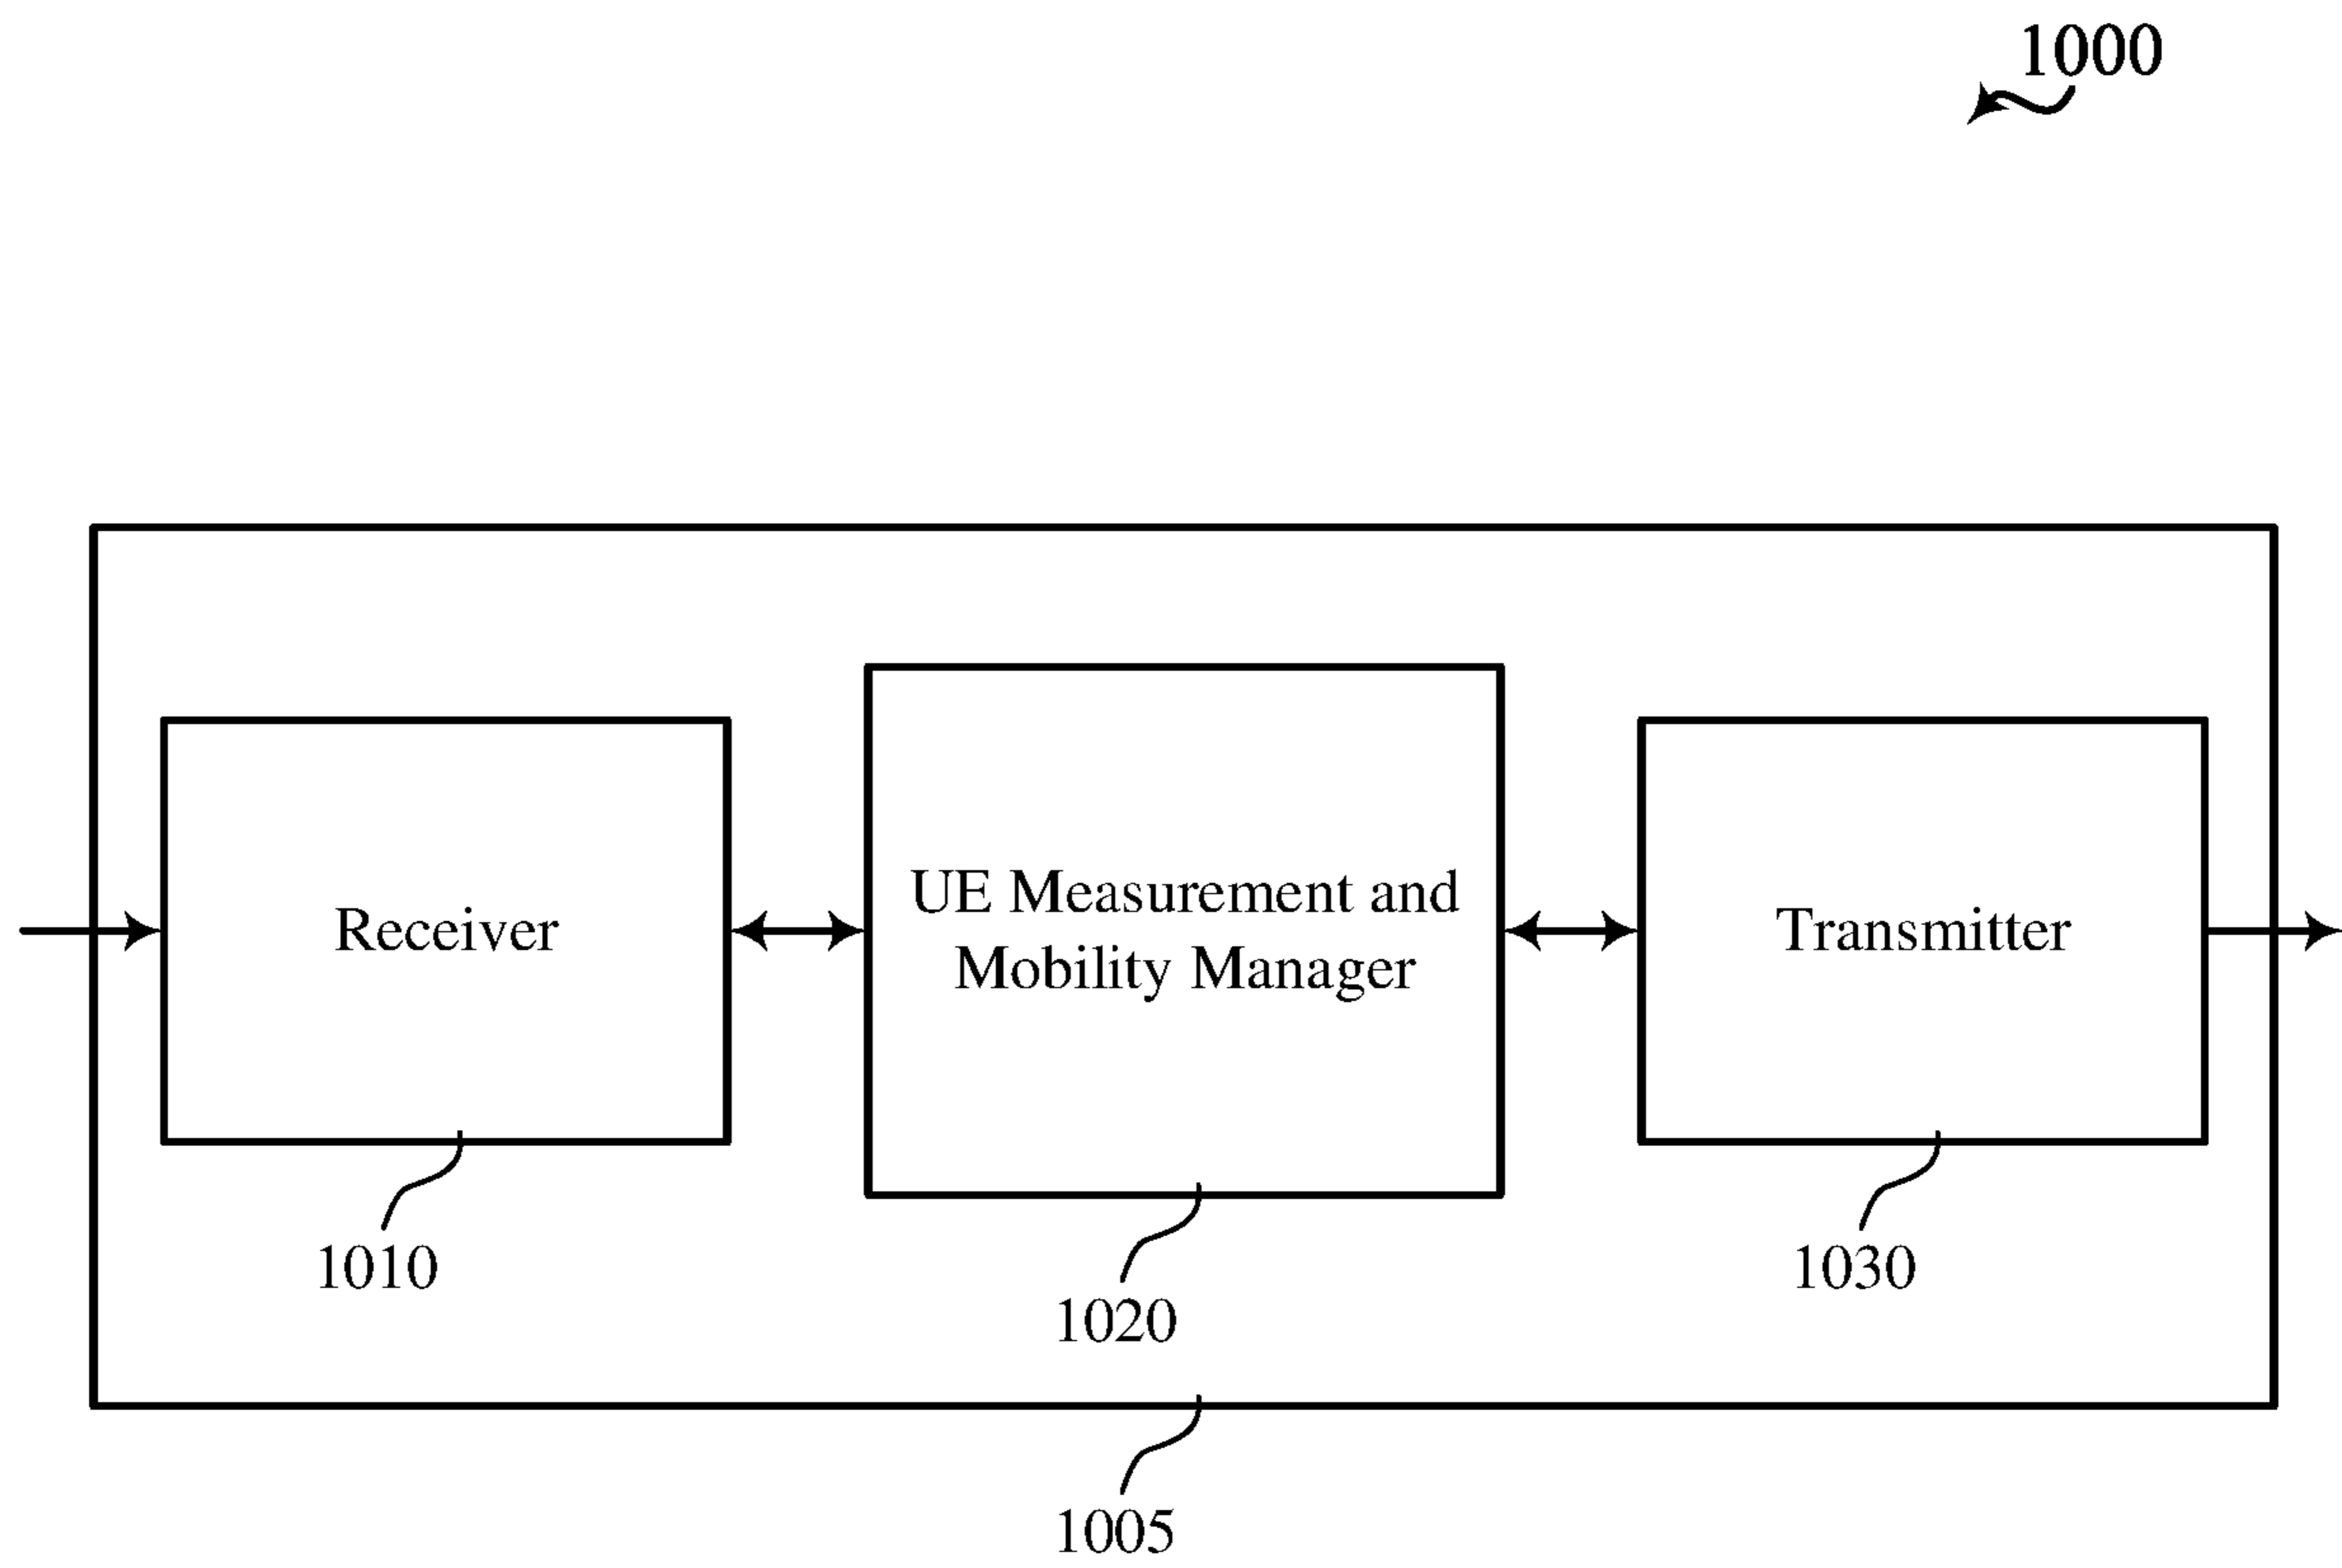 1000
Receiver
UE Measurement and
Mobility Manager
Transmitter
1010
1020
1030
1005